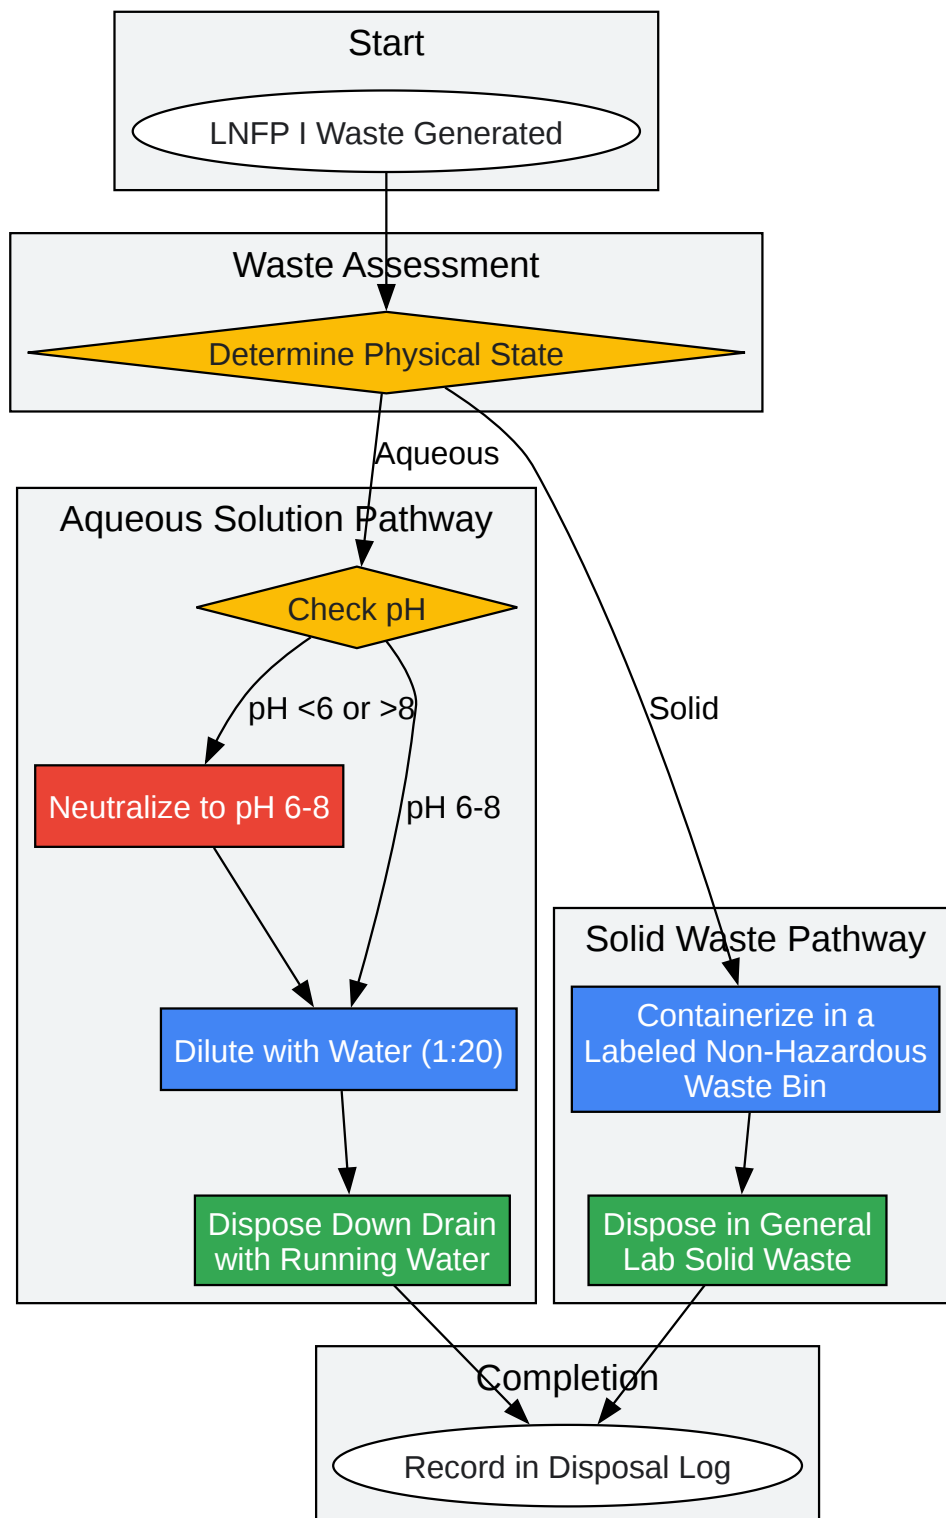 Start
LNFP I Waste Generated
Waste Assessment
Determine Physical State
Aqueous
Aqueous Solution Pathway
Check pH
pH <6 or >8
Solid
Neutralize to pH 6-8
pH 6-8
Solid Waste Pathway
Containerize in a
Labeled Non-Hazardous
Waste Bin
Dilute with Water (1:20)
Dispose Down Drain
with Running Water
Dispose in General
Lab Solid Waste
Completion
Record in Disposal Log